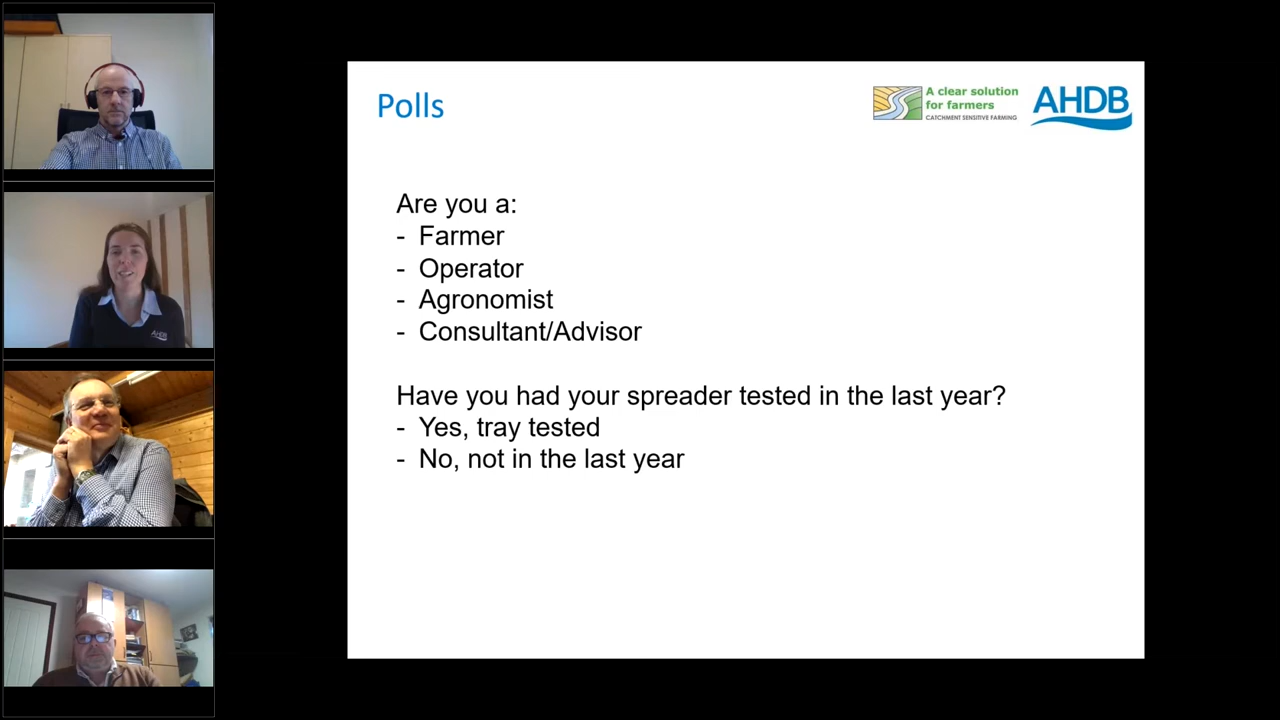 Polls
A clear solution
for farmers
CATCHMENT SENSITIVE FARMING
AHDB
Are you a:
- Farmer
- Operator
- Agronomist
- Consultant/Advisor
Have you had your spreader tested in the last year?
- Yes, tray tested
- No, not in the last year
AHDB